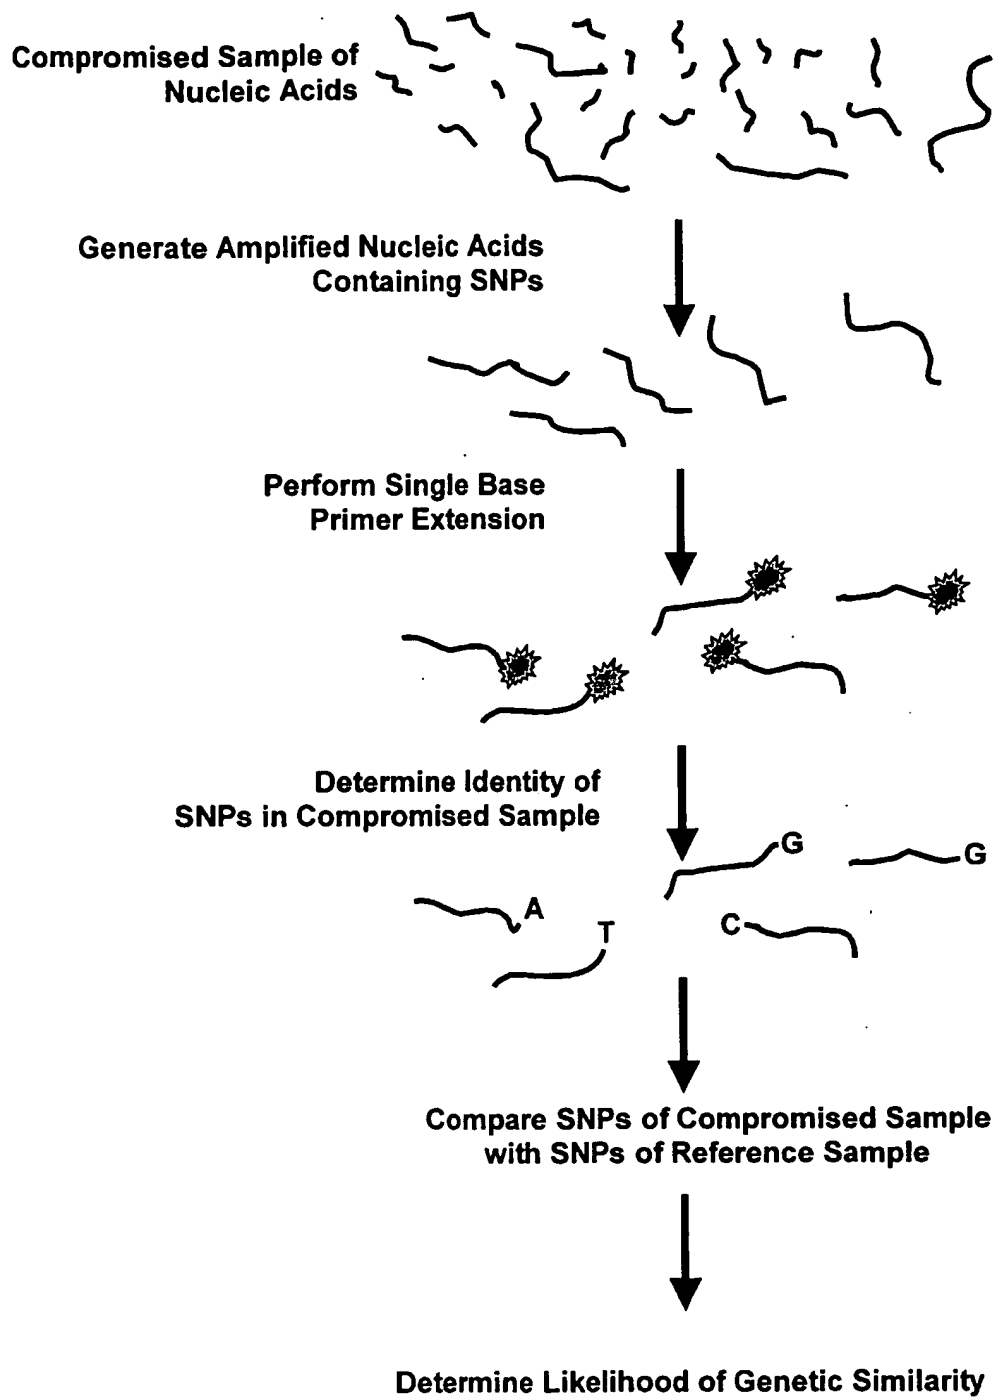 Compromised Sample of
Nucleic Acids
Generate Amplified Nucleic Acids
Containing SNPs
Perform Single Base
Primer Extension
Determine Identity of
SNPs in Compromised Sample
G
G
A
T
C
Compare SNPs of Compromised Sample
with SNPs of Reference Sample
Determine Likelihood of Genetic Similarity